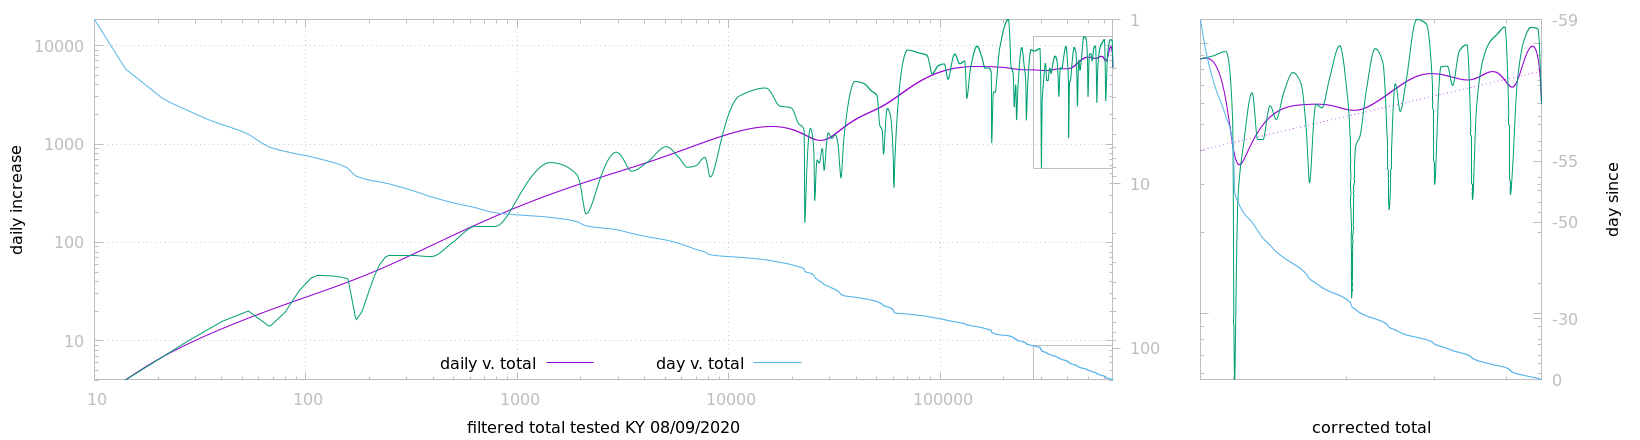 daily increase
10000
1000
100
10
10
100
1000
10000
100000
1
10
100
daily v. total
day v. total
filtered total tested KY 08/09/2020
-59
-55
-50
-30
0
day since
corrected total